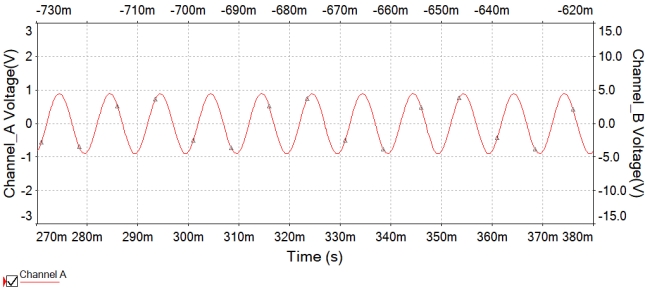 -730m -710m -700m -690m -680m -670m -660m -650m -640m -620m
Channel_A Voltage(V)
3
2
1
0
-1
-2
-3
15.0
10.0
5.0
0.0
-5.0
-10.0
-15.0
Channel_B Voltage(V)
270m 280m 290m 300m 310m 320m 330m 340m 350m 360m 370m 380m
Time (s)
Channel A